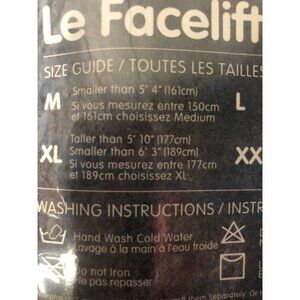 Le Facelift
SIZE GUIDE / TOUTES LES TAILLES
M
Smaller than 5' 4" (161cm)
Si vous mesurez entre 150cm
et 161cm choisissez Medium
L
XL
Taller than 5' 10" (177cm)
Smaller than 6' 3" (189cm)
Si vous mesurez entre 177cm
et 189cm choisissez XL
XX
WASHING INSTRUCTIONS / INSTR
Hand Wash Cold Water
Lavage à la main à l'eau froide
Do not Iron
Ne pas repasser